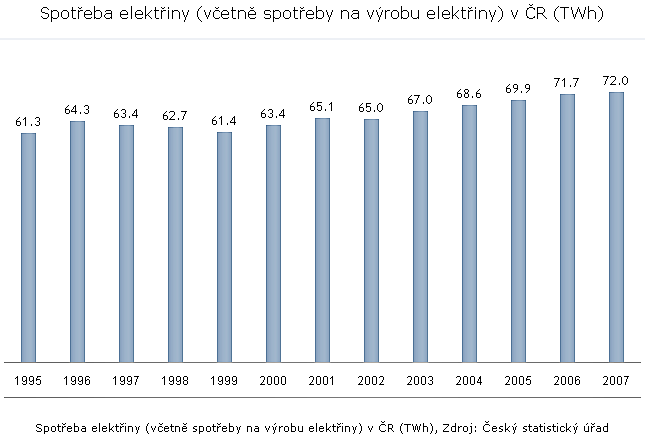 Spotřeba elektřiny (včetně spotřeby na výrobu elektřiny) v ČR (TWh)
61.3 64.3 63.4 62.7 61.4 63.4 65.1 65.0 67.0 68.6 69.9 71.7 72.0
1995 1996 1997 1998 1999 2000 2001 2002 2003 2004 2005 2006 2007
Spotřeba elektřiny (včetně spotřeby na výrobu elektřiny) v ČR (TWh), Zdroj: Český statistický úřad